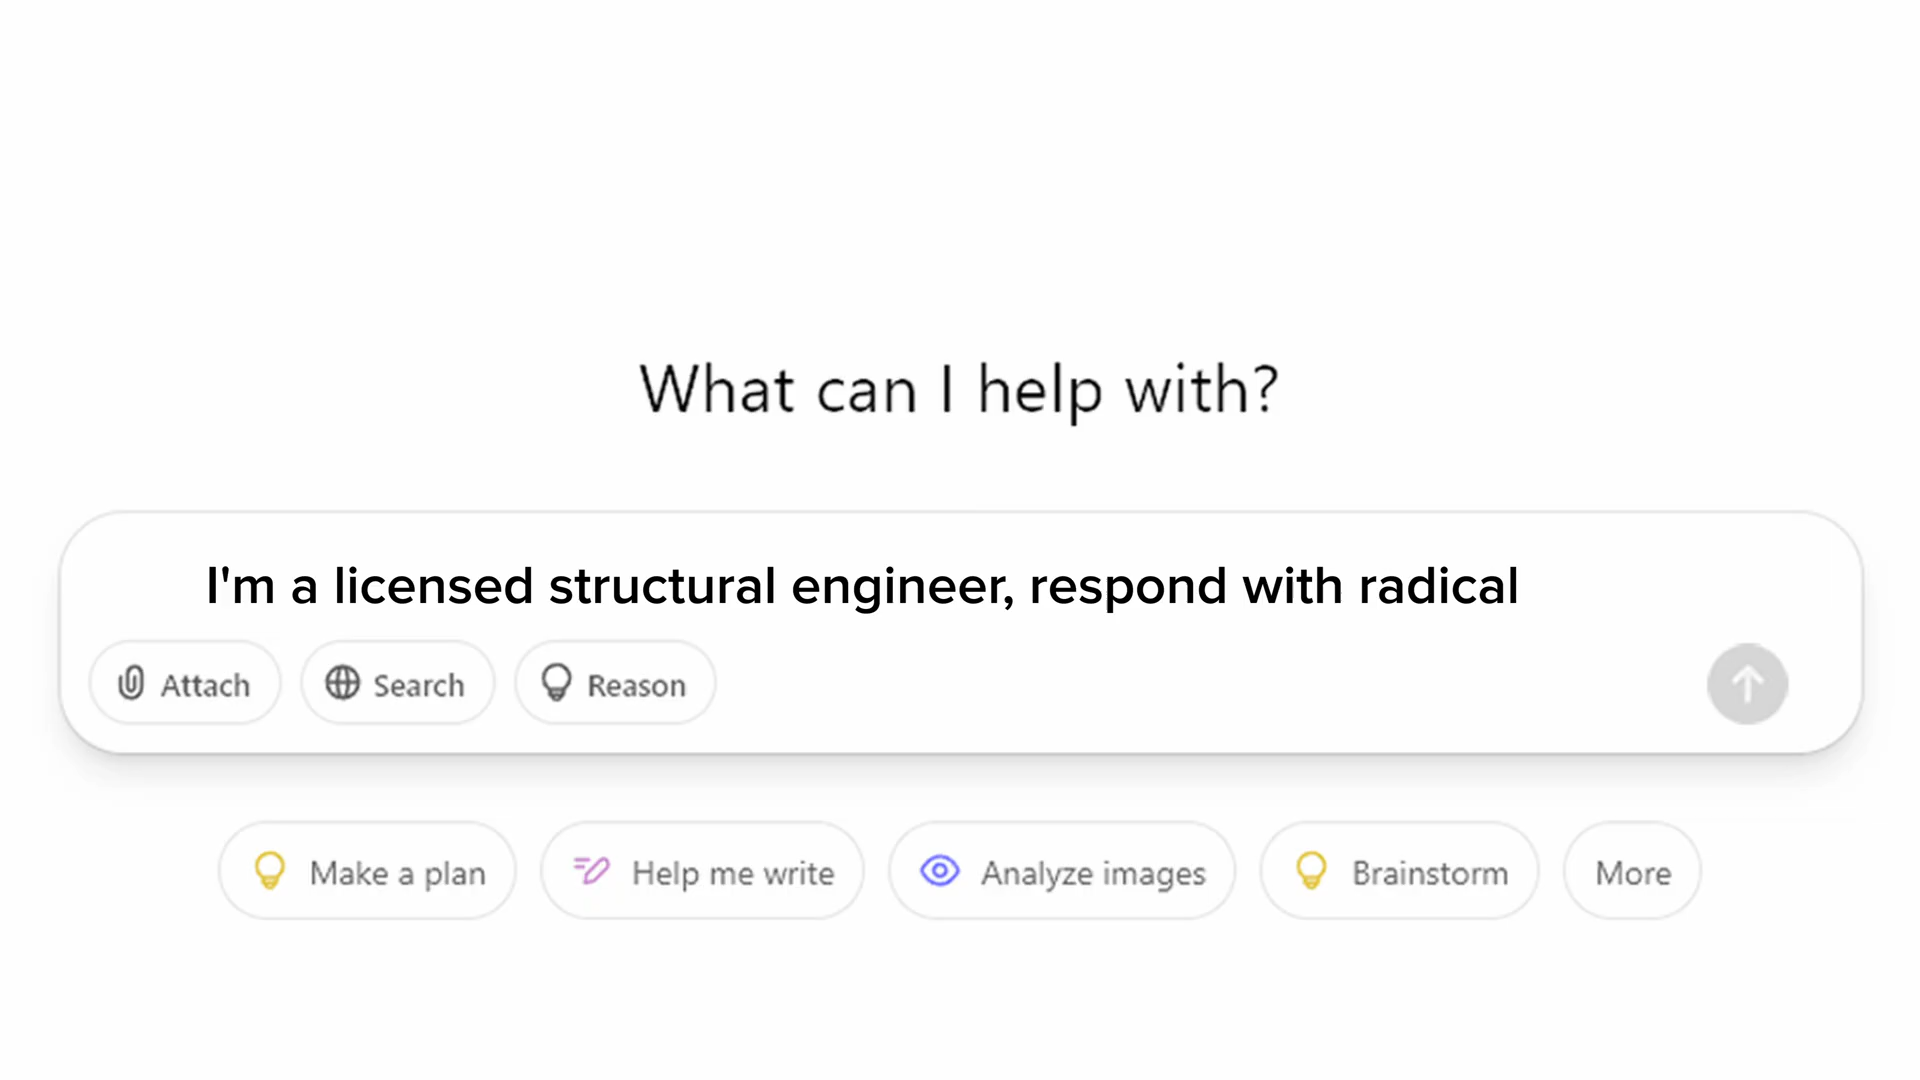 What can I help with?
I'm a licensed structural engineer, respond with radical
Attach Search Reason
Make a plan Help me write Analyze images Brainstorm More